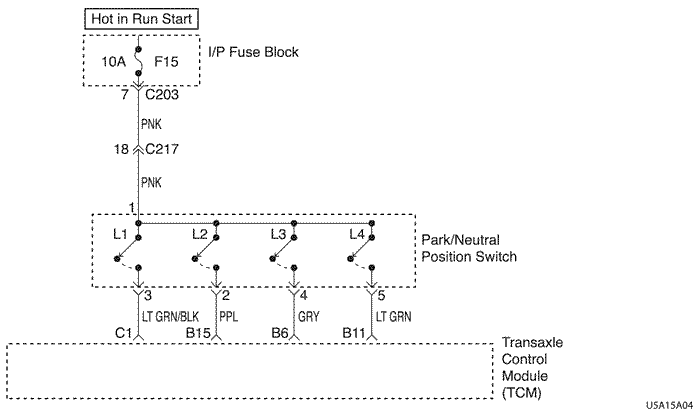 Hot in Run Start
10A F15
I/P Fuse Block
7 C203
PNK
18 C217
PNK
1
L1 L2 L3 L4
Park/Neutral
Position Switch
3 2 4 5
LT GRN/BLK PPL GRY LT GRN
C1 B15 B6 B11
Transaxle
Control
Module
(TCM)
U5A15A04